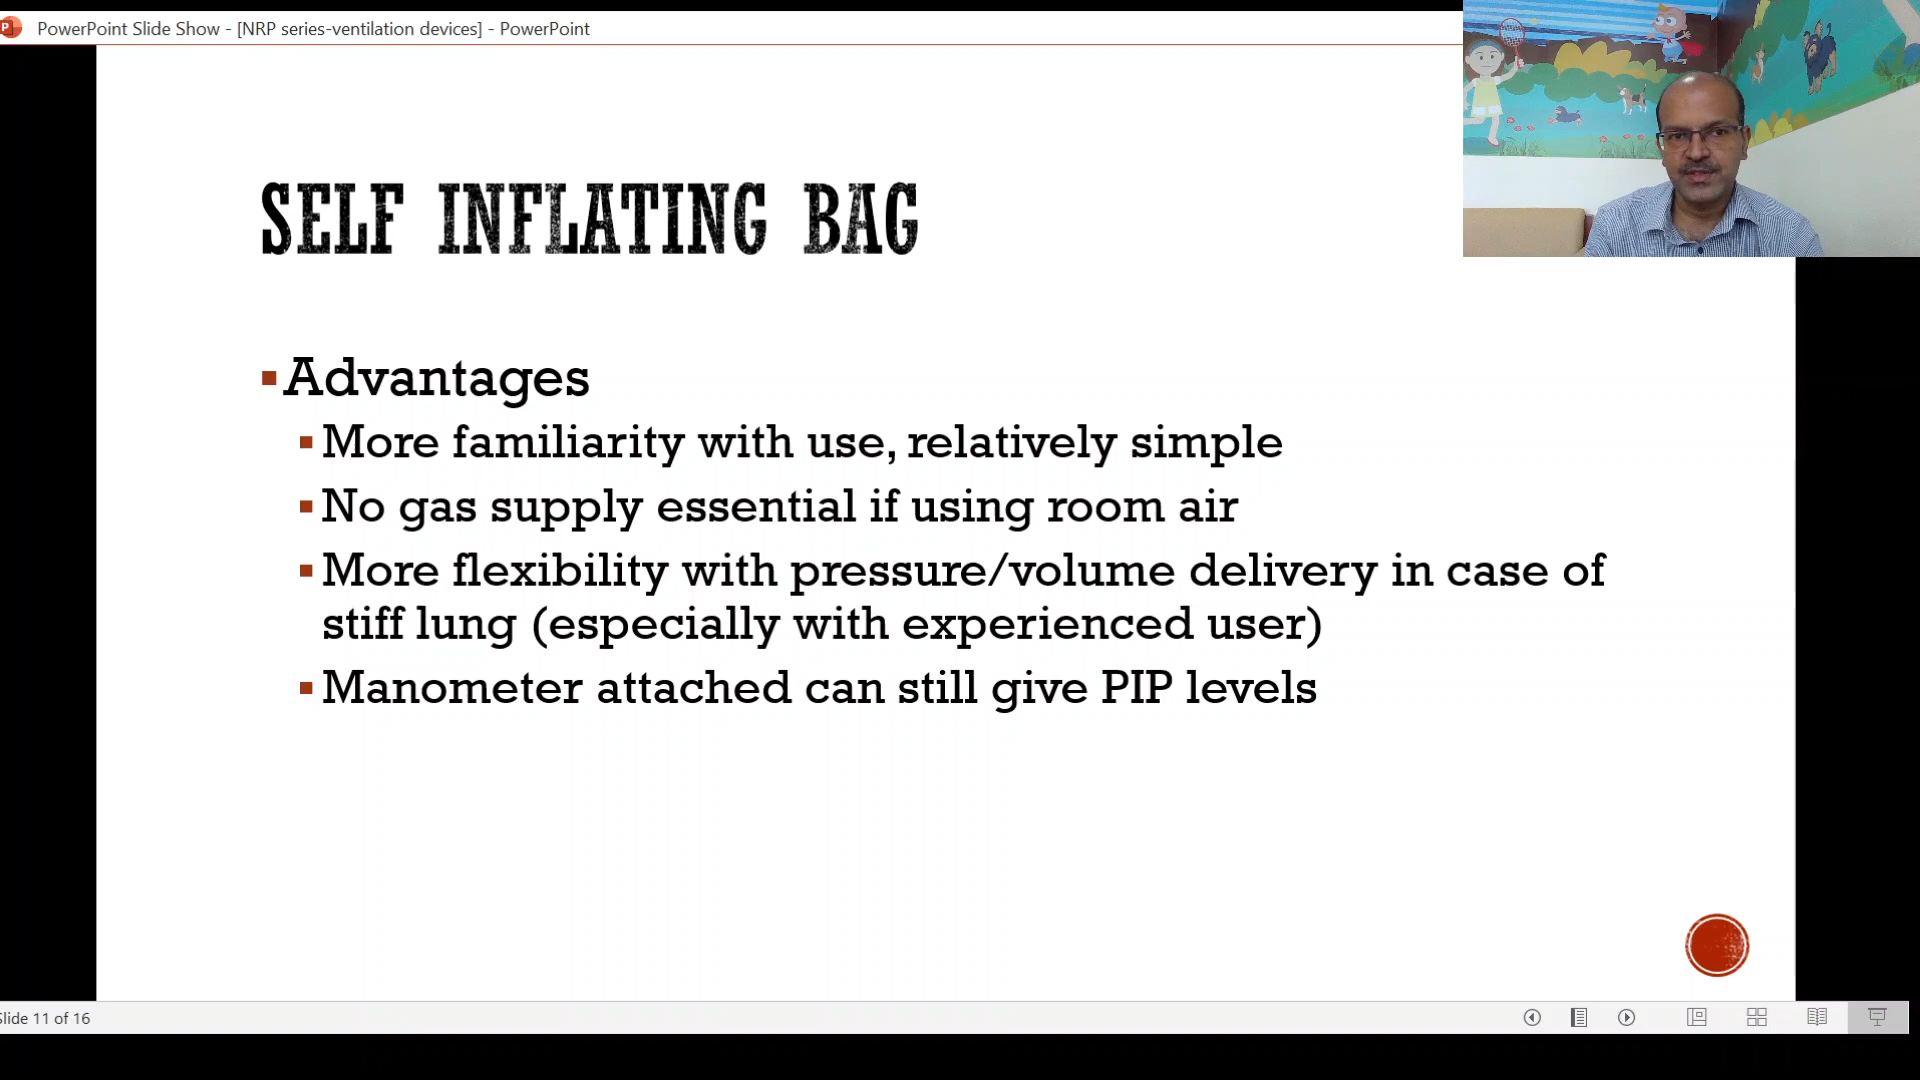 PowerPoint Slide Show - [NRP series-ventilation devices] - PowerPoint
SELF INFLATING BAG
Advantages
More familiarity with use, relatively simple
No gas supply essential if using room air
More flexibility with pressure/volume delivery in case of
stiff lung (especially with experienced user)
Manometer attached can still give PIP levels
Slide 11 of 16